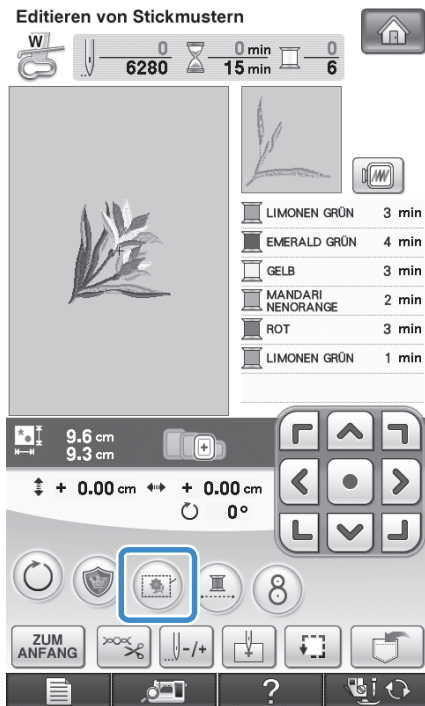 Editieren von Stickmustern
W
0 0 min 0
6280 15 min 6
LIMONEN GRÜN 3 min
EMERALD GRÜN 4 min
GELB 3 min
MANDARI
NENORANGE 2 min
ROT 3 min
LIMONEN GRÜN 1 min
9.6 cm
9.3 cm
+ 0.00 cm + 0.00 cm
0°
8
ZUM
ANFANG
-/+
?